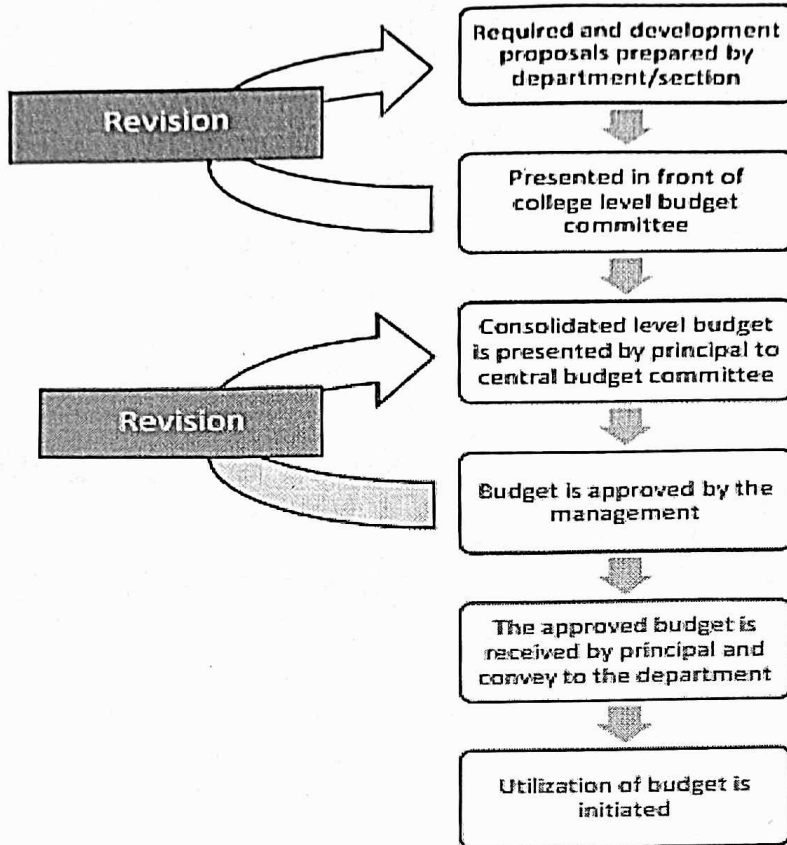 Required and development
proposals prepared by
department/section
Revision
Presented in front of
college level budget
committee
Consolidated level budget
is presented by principal to
central budget committee
Revision
Budget is approved by the
management
The approved budget is
received by principal and
convey to the department
Utilization of budget is
initiated